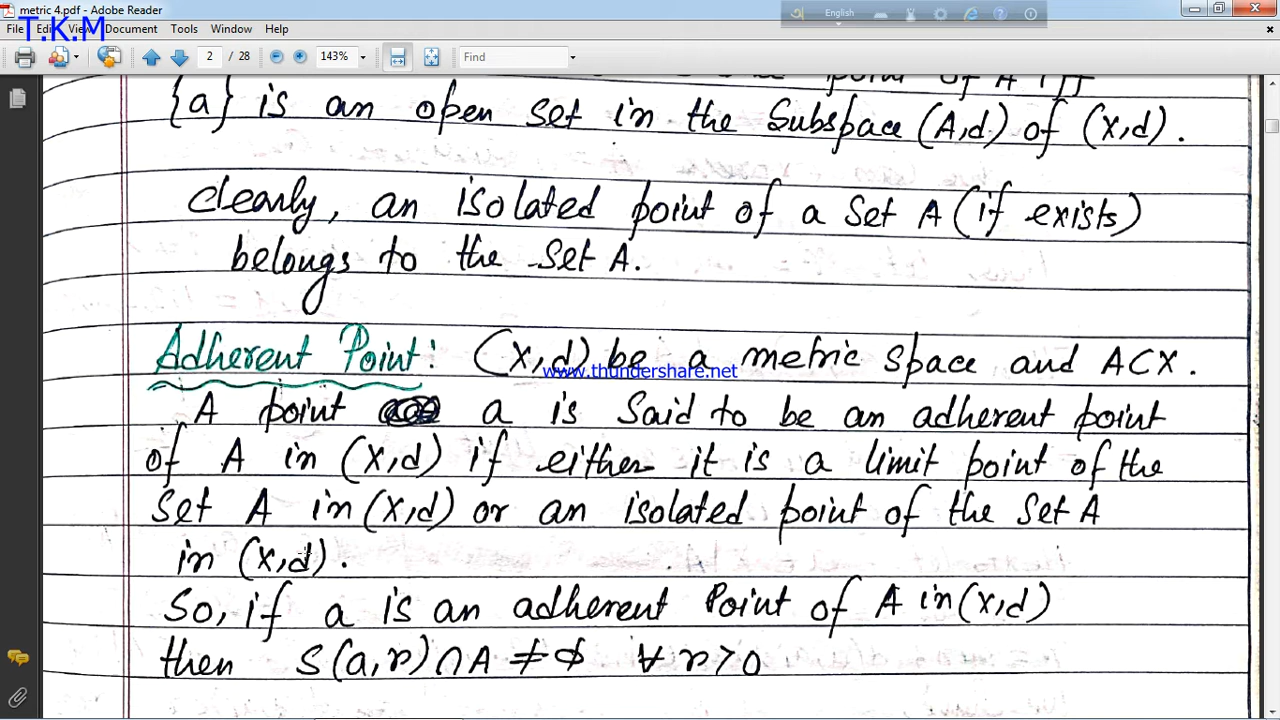 metric 4.pdf - Adobe Reader
English
T.K.M
File Edit Document Tools Window Help
2 / 28 143% Find
point of A iff
{a} is an open set in the Subspace (A,d) of (X,d).
clearly, an isolated point of a set A (if exists)
belongs to the set A.
Adherent Point: (X,d) be a metric space and A⊂X.
www.thundershare.net
A point a is said to be an adherent point
of A in (X,d) if either it is a limit point of the
set A in (X,d) or an isolated point of the set A
in (X,d).
So, if a is an adherent Point of A in (X,d)
then S(a,r)∩A ≠ ϕ ∀ r>0